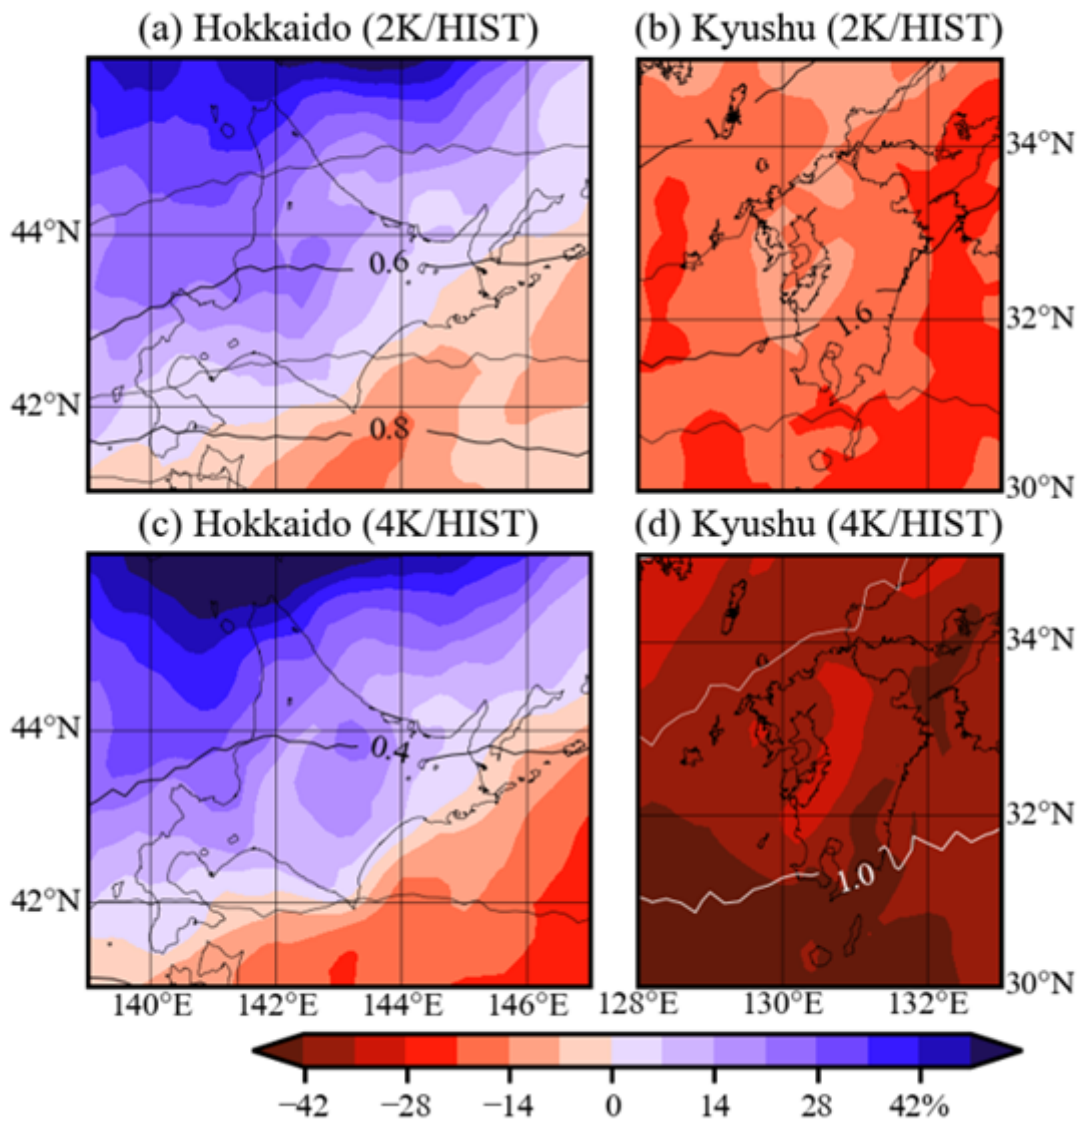 (a) Hokkaido (2K/HIST) (b) Kyushu (2K/HIST)
1
34°N
44°N
0.6
1.6
32°N
42°N
0.8
30°N
(c) Hokkaido (4K/HIST) (d) Kyushu (4K/HIST)
34°N
44°N
0.4
32°N
42°N
1.0
30°N
140°E 142°E 144°E 146°E 128°E 130°E 132°E
−42 −28 −14 0 14 28 42%